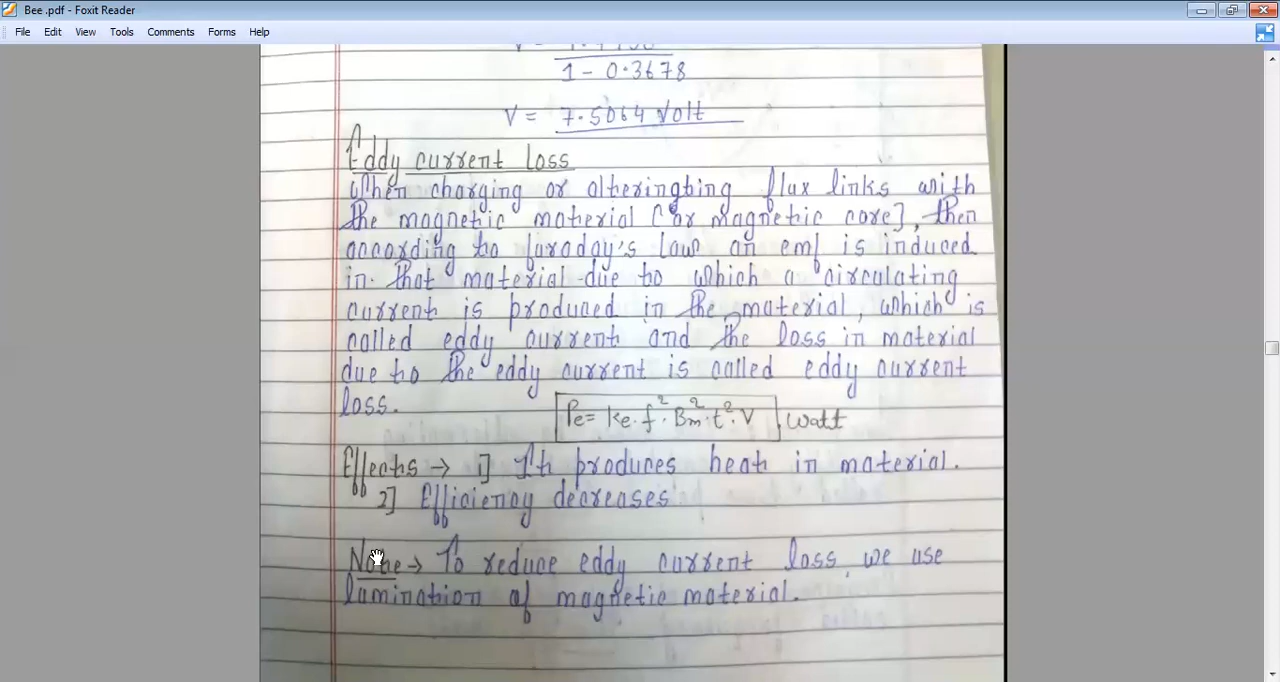 Bee .pdf - Foxit Reader
File Edit View Tools Comments Forms Help
1 - 0.3678
V = 7.5064 Volt
Eddy current loss
When charging or alteringting flux links with
the magnetic material [or magnetic core], then
according to faraday's law an emf is induced
in that material due to which a circulating
current is produced in the material, which is
called eddy current and the loss in material
due to the eddy current is called eddy current
loss.
Pe= Ke.f².Bm².t².V watt
Effects → 1] It produces heat in material.
2] Efficiency decreases
Note → To reduce eddy current loss, we use
lamination of magnetic material.